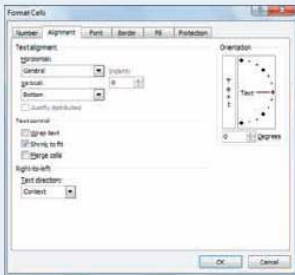 Format Cells
Number Alignment Font Border Fill Protection
Text alignment
Horizontal:
General
Indent:
Vertical:
0
Bottom
Justify distributed
Text control
Wrap text
Shrink to fit
Merge cells
Right-to-left
Text direction:
Context
Orientation
Text
Text
0 Degrees
OK Cancel